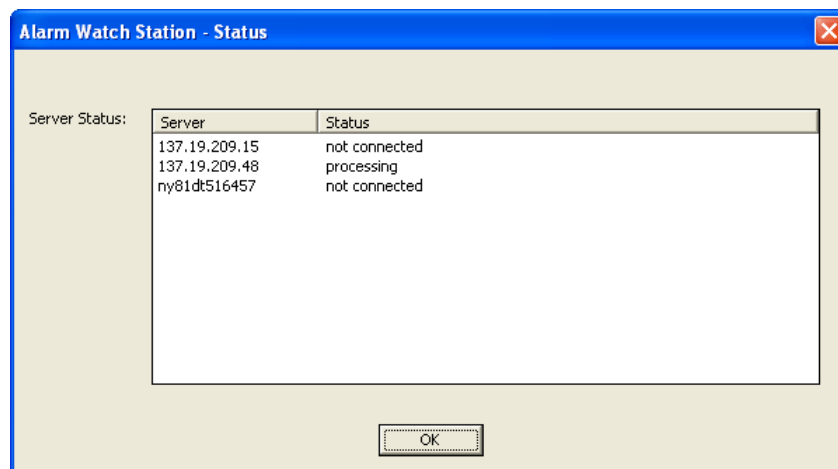 Alarm Watch Station - Status
Server Status:
Server Status
137.19.209.15 not connected
137.19.209.48 processing
ny81dt516457 not connected
OK